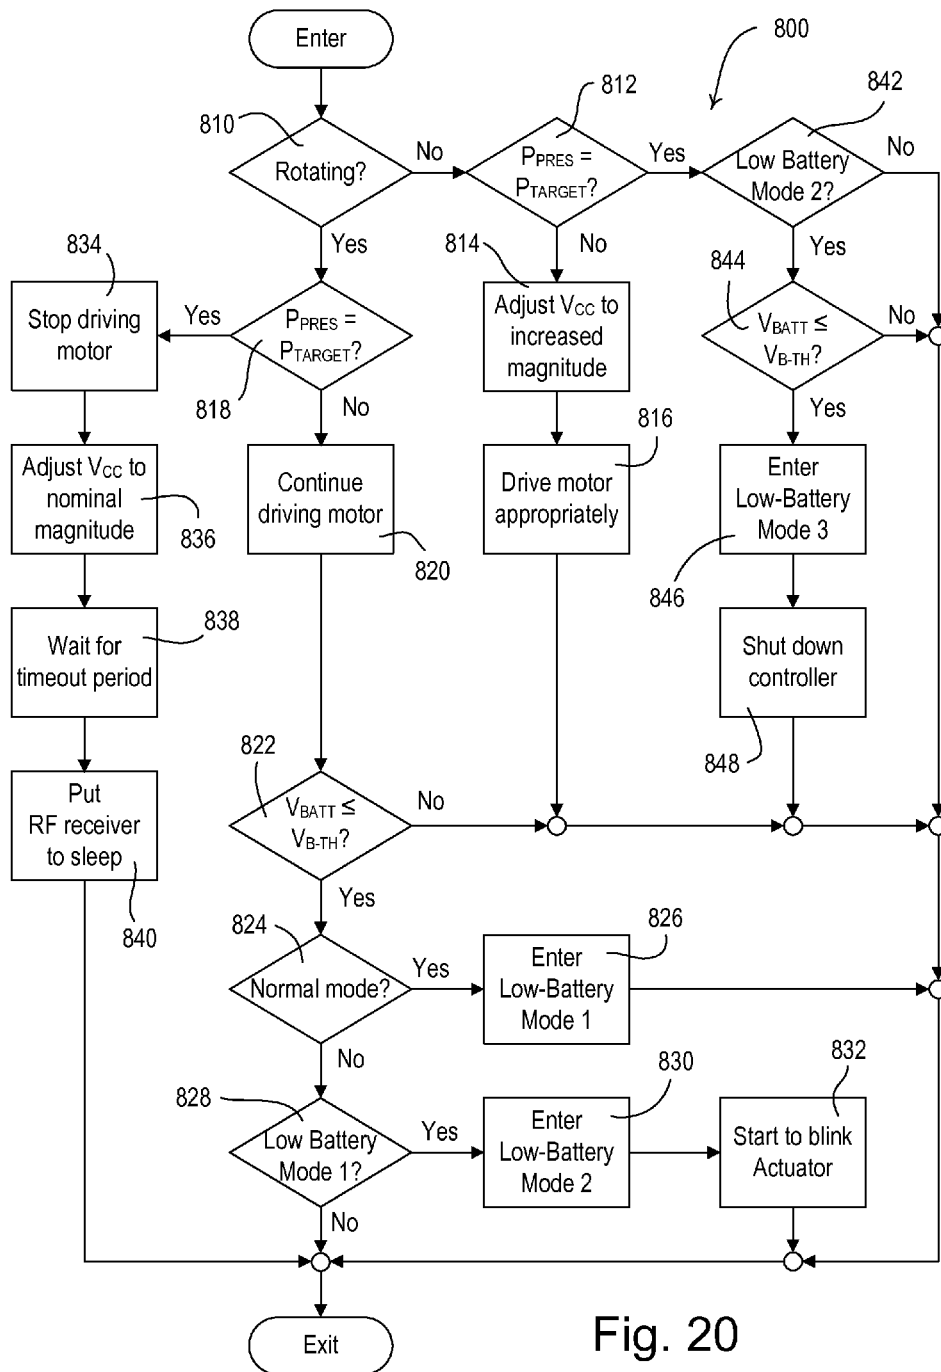 Enter
800
812
842
810
Rotating?
No
PPRES =
PTARGET?
Yes
Low Battery
Mode 2?
No
Yes
No
Yes
834
814
844
Stop driving
motor
Yes
PPRES =
PTARGET?
818
No
Adjust VCC to
increased
magnitude
VBATT ≤
VB-TH?
No
Yes
816
Adjust VCC to
nominal
magnitude
836
Continue
driving motor
820
Drive motor
appropriately
Enter
Low-Battery
Mode 3
846
838
Wait for
timeout period
Shut down
controller
848
822
Put
RF receiver
to sleep
840
VBATT ≤
VB-TH?
No
Yes
824
826
Normal mode?
Yes
Enter
Low-Battery
Mode 1
No
828
830
832
Low Battery
Mode 1?
Yes
Enter
Low-Battery
Mode 2
Start to blink
Actuator
No
Exit
Fig. 20